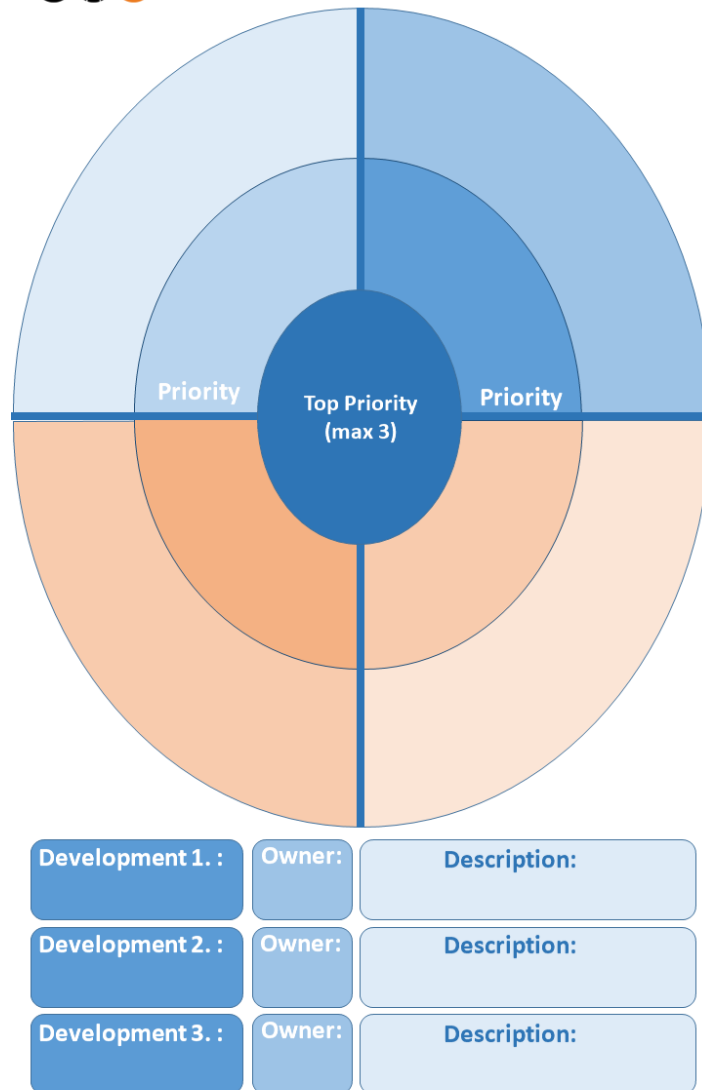 Priority
Top Priority
(max 3)
Priority
Development 1. :
Owner:
Description:
Development 2. :
Owner:
Description:
Development 3. :
Owner:
Description: